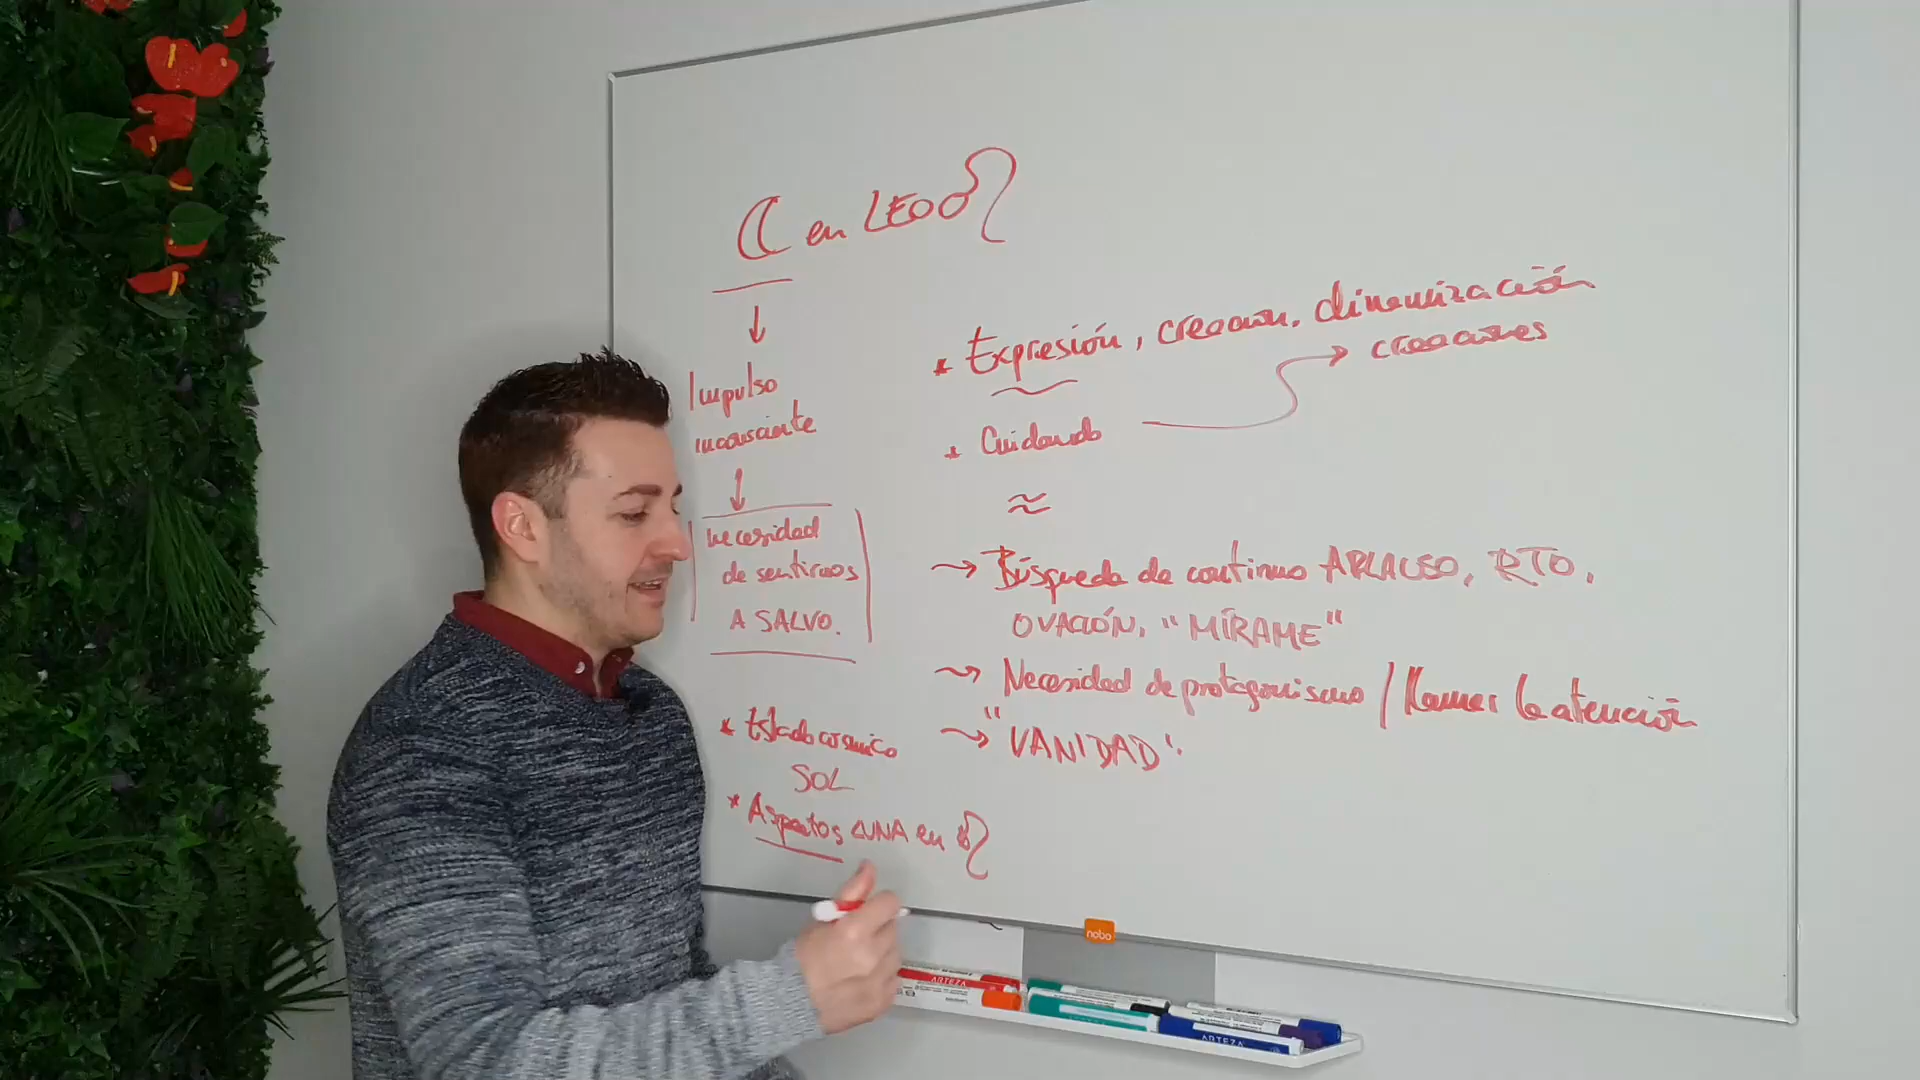 ☾ en LEO ♌
↓
Impulso
inconsciente
↓
necesidad
de sentirnos
A SALVO.
* Estado cósmico
SOL
* Aspectos LUNA en ♌
* Expresión, creación, dinamización
* Cuidando → creaciones
≈
→ Búsqueda de continuo APLAUSO, RTO,
OVACIÓN, "MÍRAME"
→ Necesidad de protagonismo / llamar la atención
→ "VANIDAD".
nobo
ARTEZA
ARTEZA